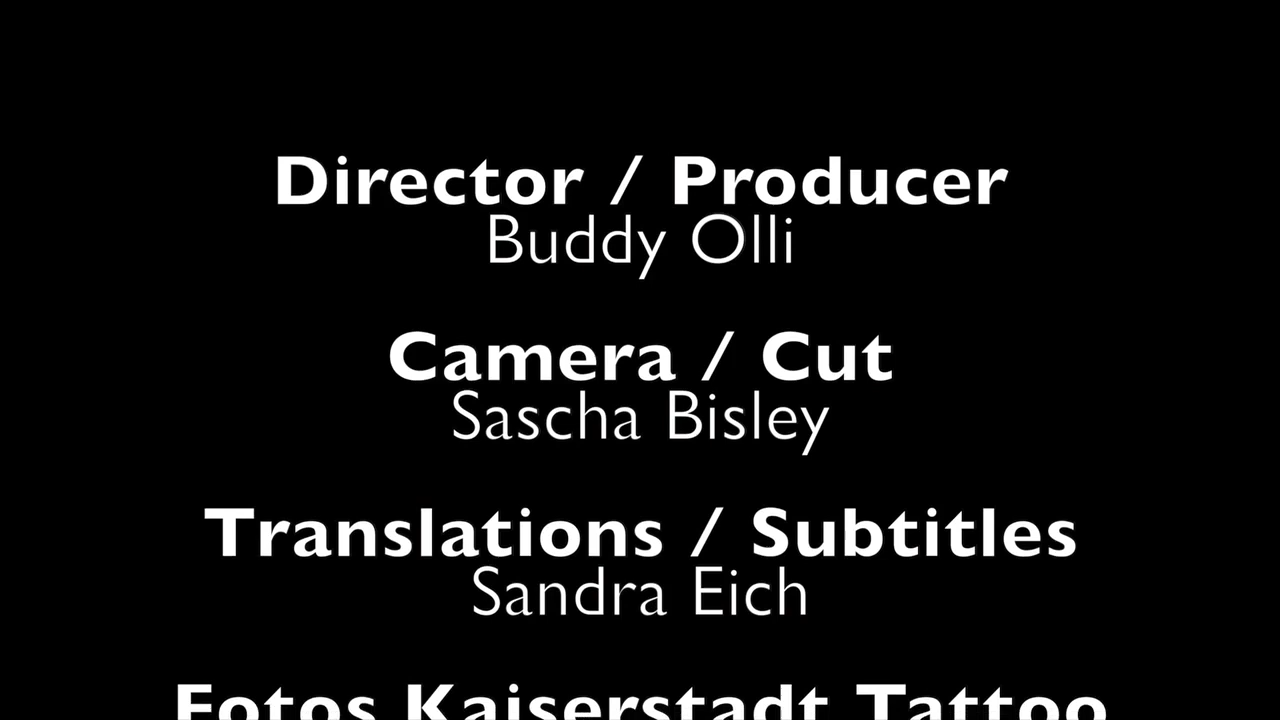 Director / Producer
Buddy Olli
Camera / Cut
Sascha Bisley
Translations / Subtitles
Sandra Eich
Fotos Kaiserstadt Tattoo